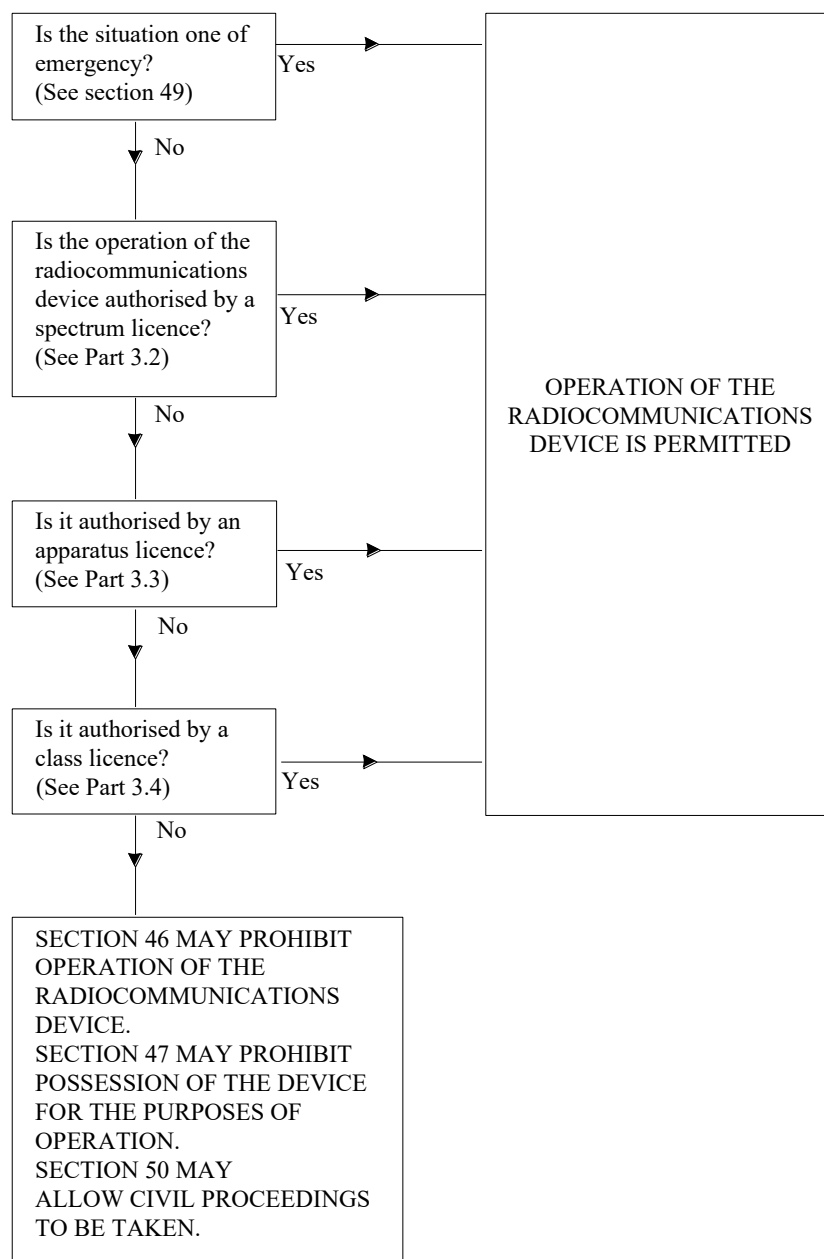 Is the situation one of
emergency?
(See section 49)
Yes
No
Is the operation of the
radiocommunications
device authorised by a
spectrum licence?
(See Part 3.2)
Yes
No
OPERATION OF THE
RADIOCOMMUNICATIONS
DEVICE IS PERMITTED
Is it authorised by an
apparatus licence?
(See Part 3.3)
Yes
No
Is it authorised by a
class licence?
(See Part 3.4)
Yes
No
SECTION 46 MAY PROHIBIT
OPERATION OF THE
RADIOCOMMUNICATIONS
DEVICE.
SECTION 47 MAY PROHIBIT
POSSESSION OF THE DEVICE
FOR THE PURPOSES OF
OPERATION.
SECTION 50 MAY
ALLOW CIVIL PROCEEDINGS
TO BE TAKEN.